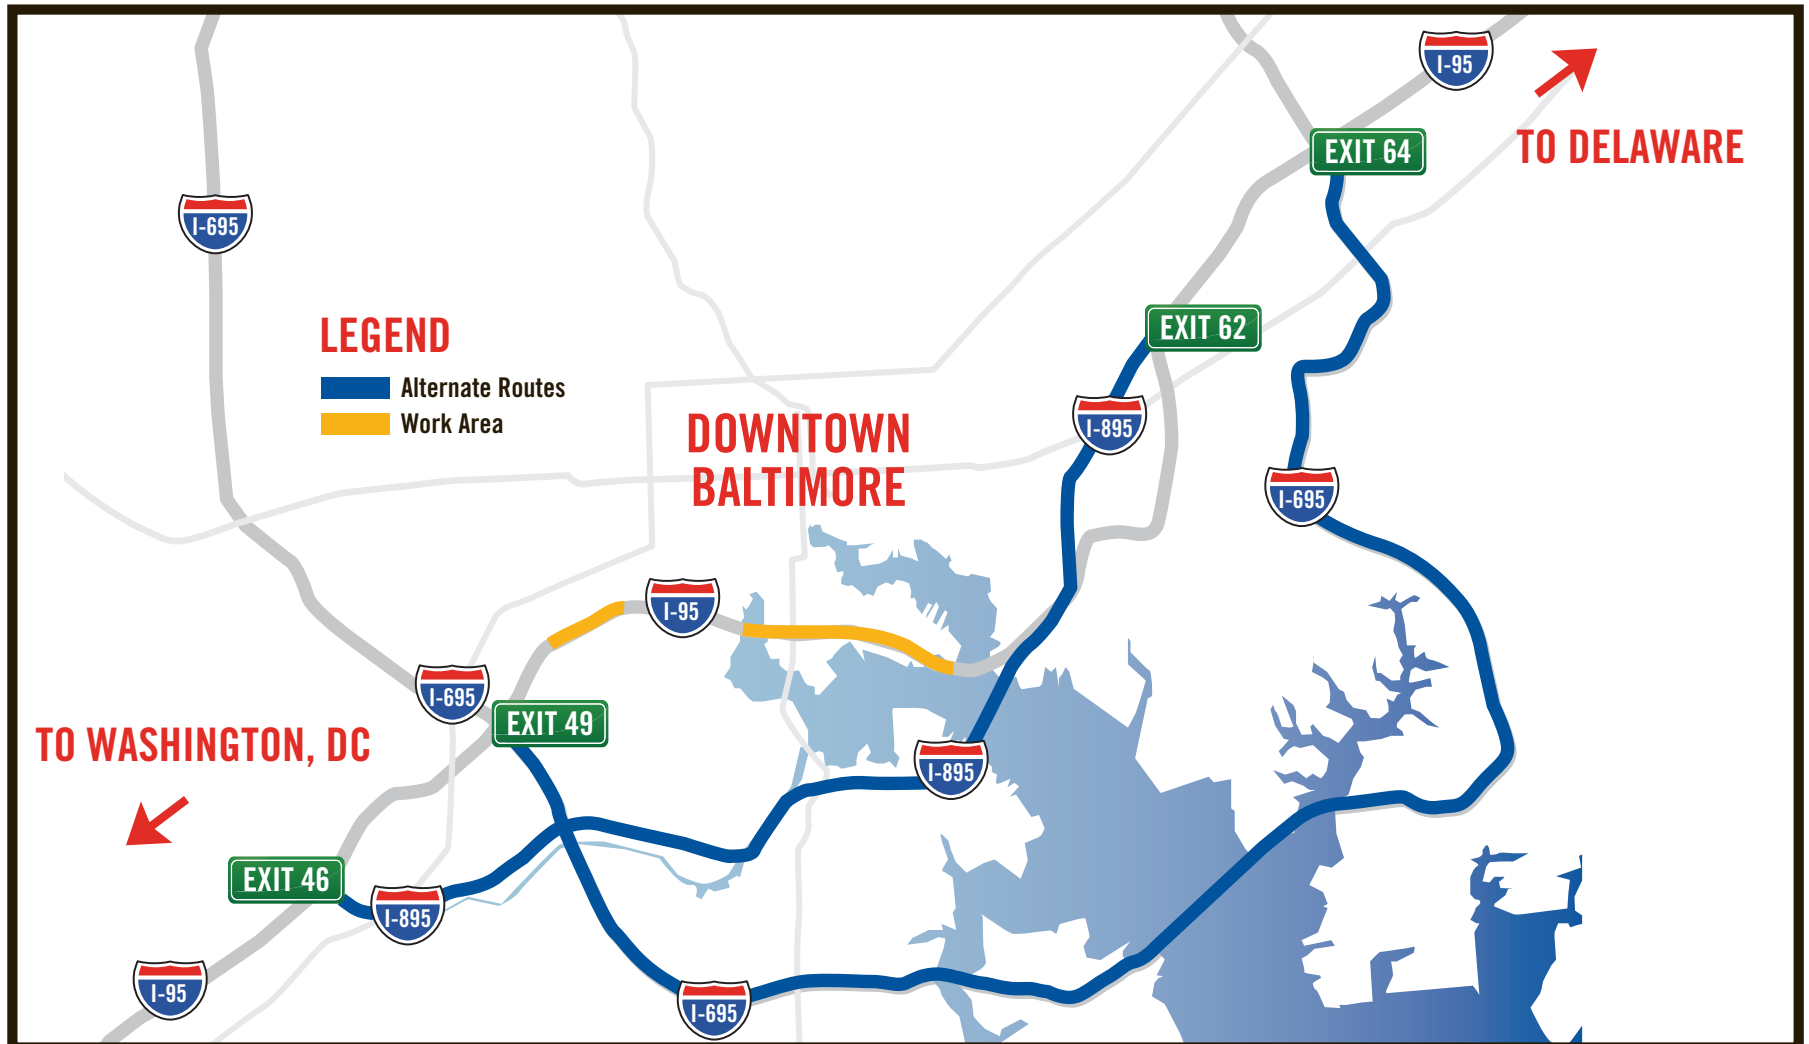 I-95
TO DELAWARE
EXIT 64
I-695
EXIT 62
LEGEND
Alternate Routes
Work Area
I-895
DOWNTOWN
BALTIMORE
I-695
I-95
I-695
EXIT 49
TO WASHINGTON, DC
I-895
EXIT 46
I-895
I-95
I-695